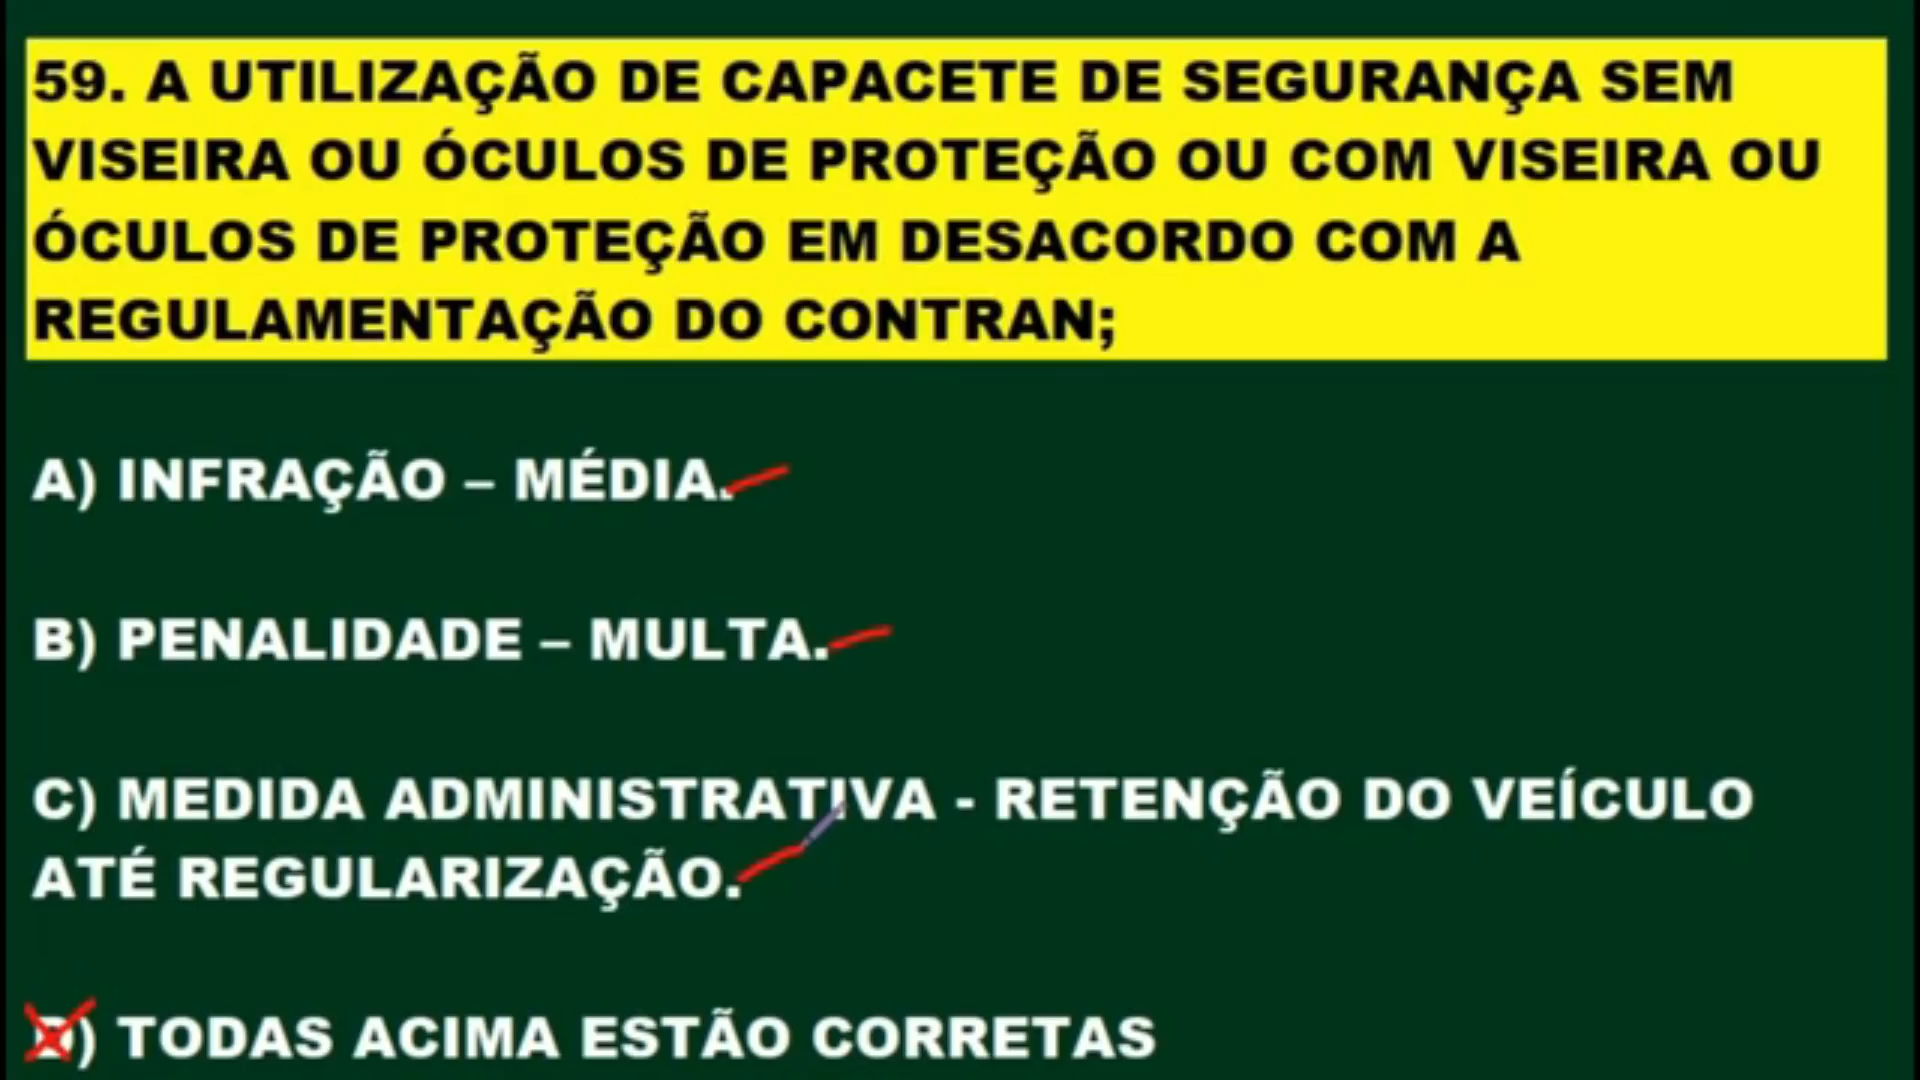 59. A UTILIZAÇÃO DE CAPACETE DE SEGURANÇA SEM
VISEIRA OU ÓCULOS DE PROTEÇÃO OU COM VISEIRA OU
ÓCULOS DE PROTEÇÃO EM DESACORDO COM A
REGULAMENTAÇÃO DO CONTRAN;
A) INFRAÇÃO – MÉDIA.
B) PENALIDADE – MULTA.
C) MEDIDA ADMINISTRATIVA - RETENÇÃO DO VEÍCULO
ATÉ REGULARIZAÇÃO.
D) TODAS ACIMA ESTÃO CORRETAS